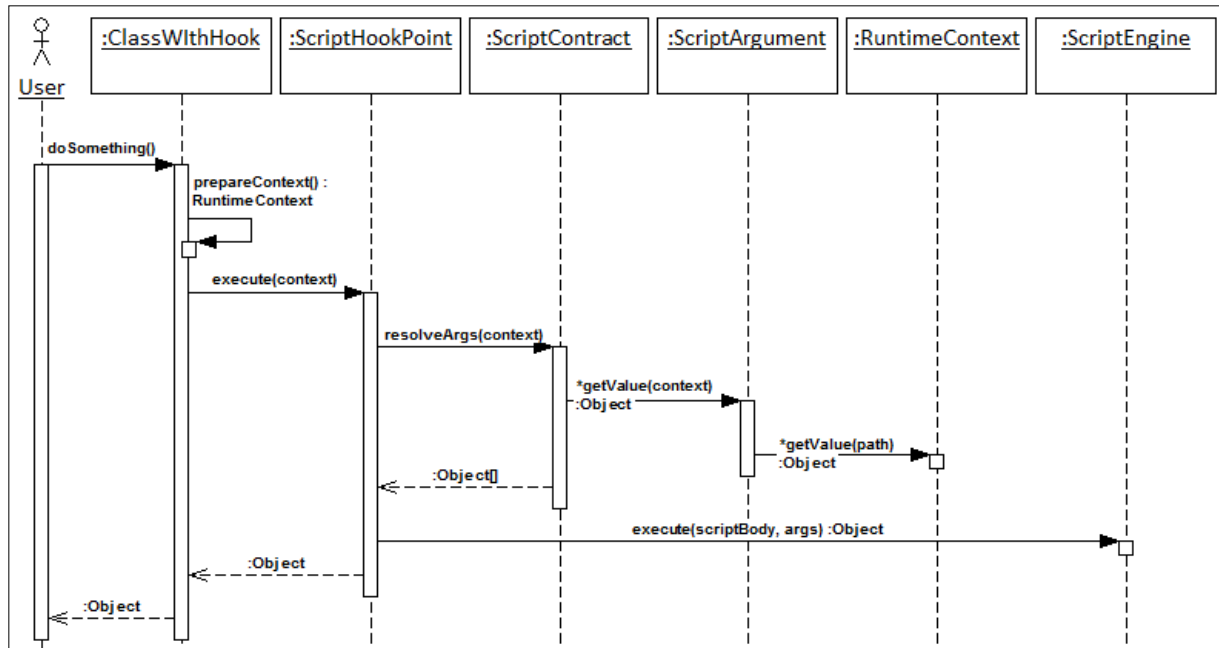 :ClassWIthHook
:ScriptHookPoint
:ScriptContract
:ScriptArgument
:RuntimeContext
:ScriptEngine
User
doSomething()
prepareContext() :
RuntimeContext
execute(context)
resolveArgs(context)
*getValue(context)
:Object
*getValue(path)
:Object
:Object[]
execute(scriptBody, args) :Object
:Object
:Object